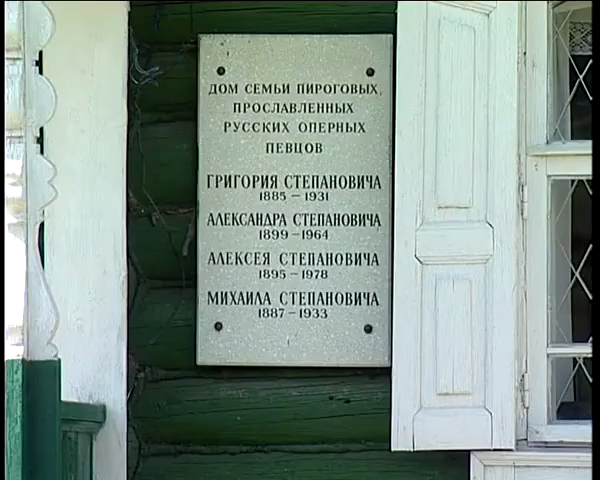 ДОМ СЕМЬИ ПИРОГОВЫХ,
ПРОСЛАВЛЕННЫХ
РУССКИХ ОПЕРНЫХ
ПЕВЦОВ
ГРИГОРИЯ СТЕПАНОВИЧА
1885 – 1931
АЛЕКСАНДРА СТЕПАНОВИЧА
1899 – 1964
АЛЕКСЕЯ СТЕПАНОВИЧА
1895 – 1978
МИХАИЛА СТЕПАНОВИЧА
1887 – 1933